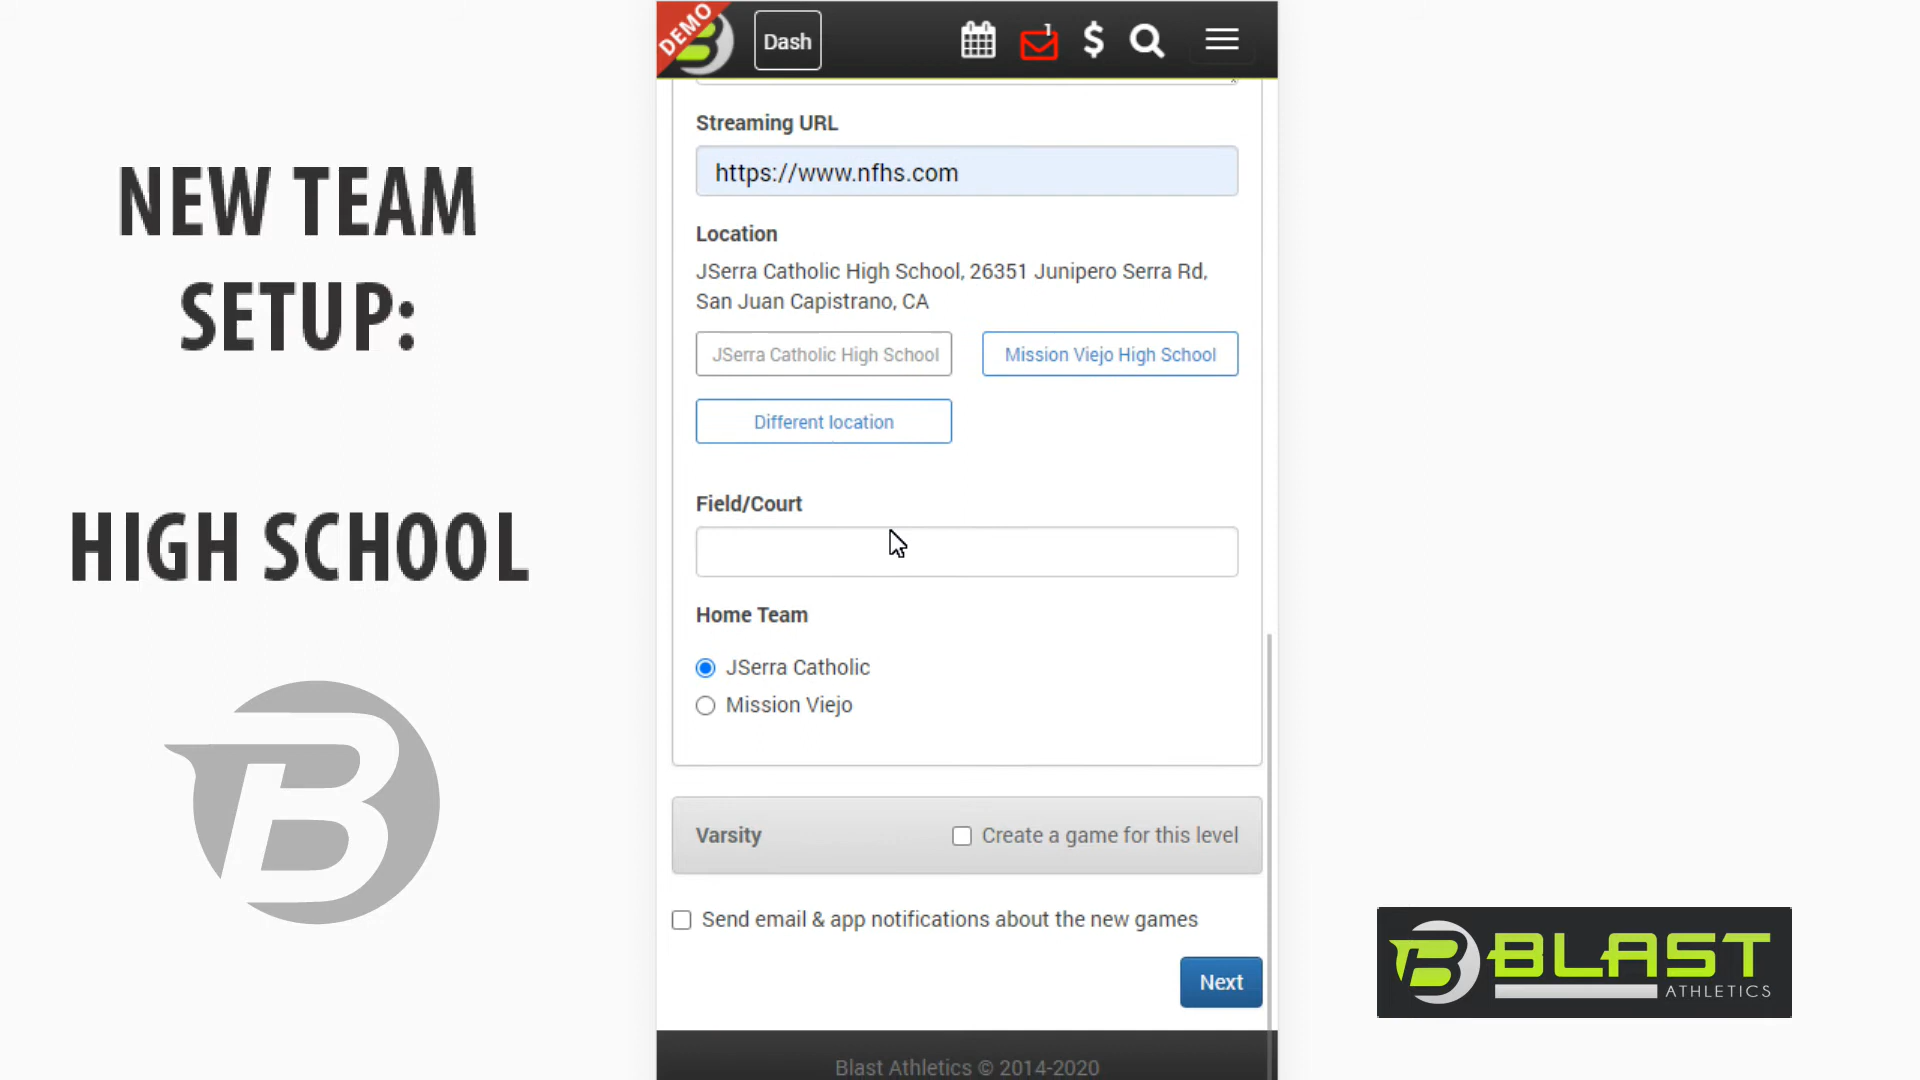 NEW TEAM
SETUP:
HIGH SCHOOL
DEMO
Dash
1
$
Streaming URL
https://www.nfhs.com
Location
JSerra Catholic High School, 26351 Junipero Serra Rd,
San Juan Capistrano, CA
JSerra Catholic High School
Mission Viejo High School
Different location
Field/Court
Home Team
JSerra Catholic
Mission Viejo
Varsity
Create a game for this level
Send email & app notifications about the new games
Next
Blast Athletics © 2014-2020
BLAST
ATHLETICS